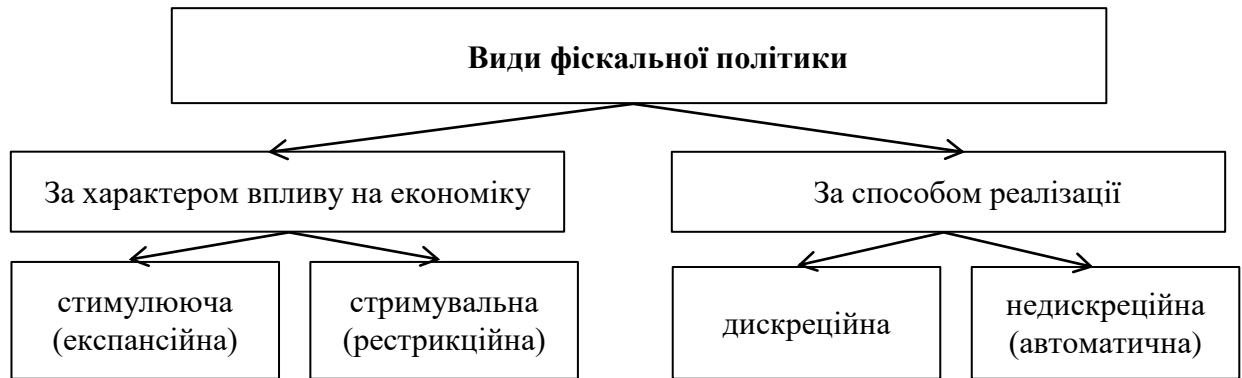 Види фіскальної політики
За характером впливу на економіку
За способом реалізації
стимулююча
(експансійна)
стримувальна
(рестрикційна)
дискреційна
недискреційна
(автоматична)